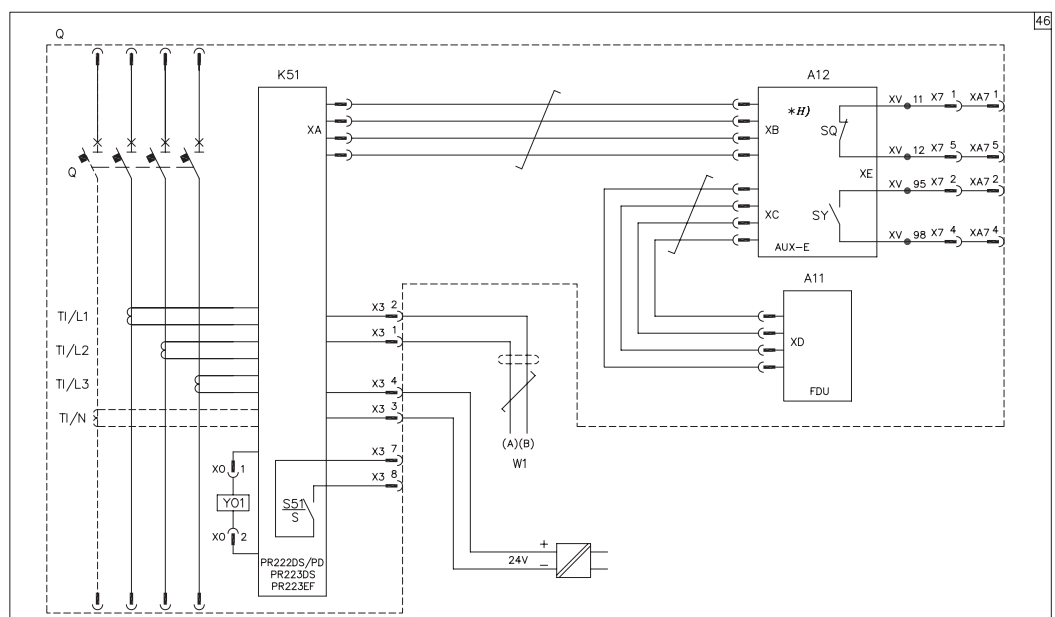 46
Q
K51
A12
XA
XB
*H)
SQ
XE
XV 11 X7 1 XA7 1
XV 12 X7 5 XA7 5
XV 95 X7 2 XA7 2
XC
SY
XV 98 X7 4 XA7 4
AUX-E
Q
A11
XD
FDU
TI/L1
X3 2
X3 1
TI/L2
TI/L3
X3 4
TI/N
X3 3
(A)(B)
W1
X3 7
X3 8
XO 1
YO1
XO 2
S51
S
PR222DS/PD
PR223DS
PR223EF
+
24V
−